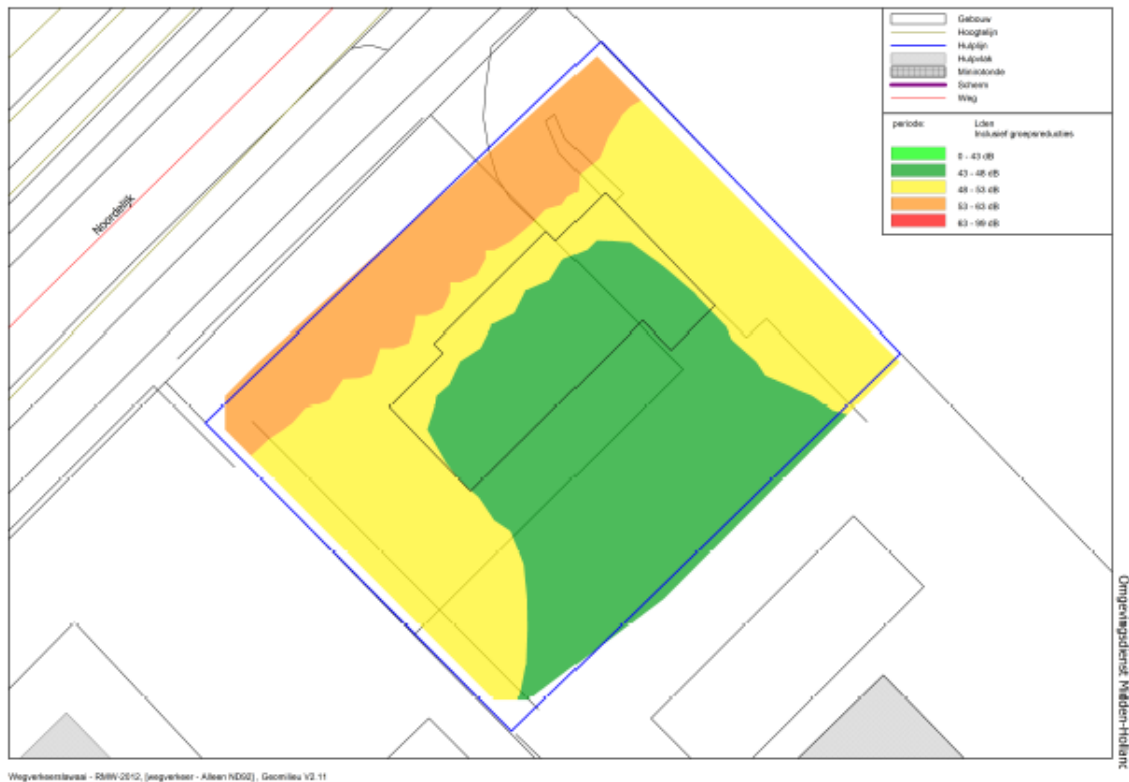 Gebouw
Hoogtelijn
Hulplijn
Hulpvlak
Minirotonde
Scherm
Weg
periode: Lden
Inclusief groepsreducties
0 - 43 dB
43 - 48 dB
48 - 53 dB
53 - 63 dB
63 - 99 dB
Noordelijk
Omgevingsdienst Midden-Holland
Wegverkeerslawaai - RMW-2012, [wegverkeer - Alleen ND92], Geomilieu V2.11